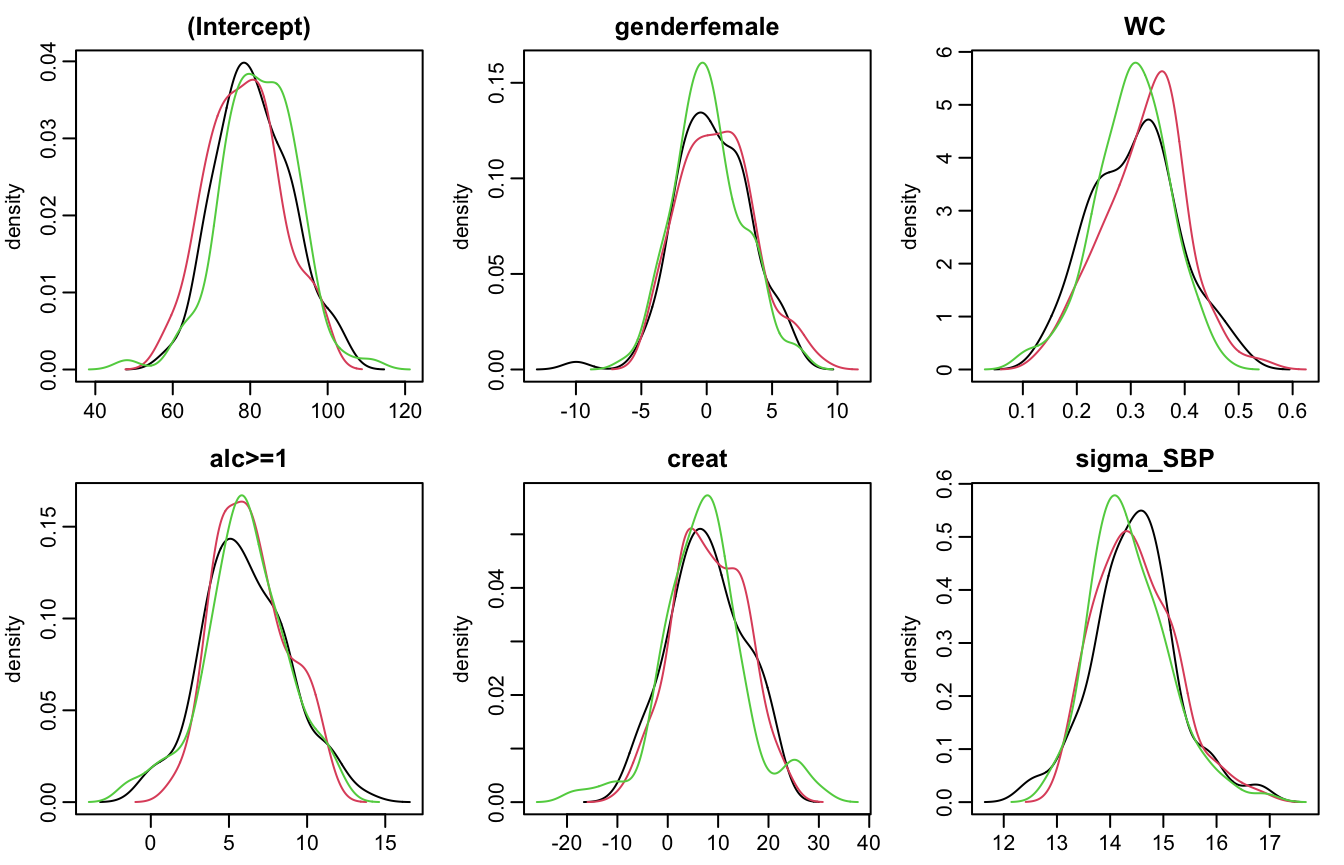 (Intercept)
density
0.00 0.01 0.02 0.03 0.04
40 60 80 100 120
genderfemale
density
0.00 0.05 0.10 0.15
-10 -5 0 5 10
WC
density
0 1 2 3 4 5 6
0.1 0.2 0.3 0.4 0.5 0.6
alc>=1
density
0.00 0.05 0.10 0.15
0 5 10 15
creat
density
0.00 0.02 0.04
-20 -10 0 10 20 30 40
sigma_SBP
density
0.0 0.1 0.2 0.3 0.4 0.5 0.6
12 13 14 15 16 17